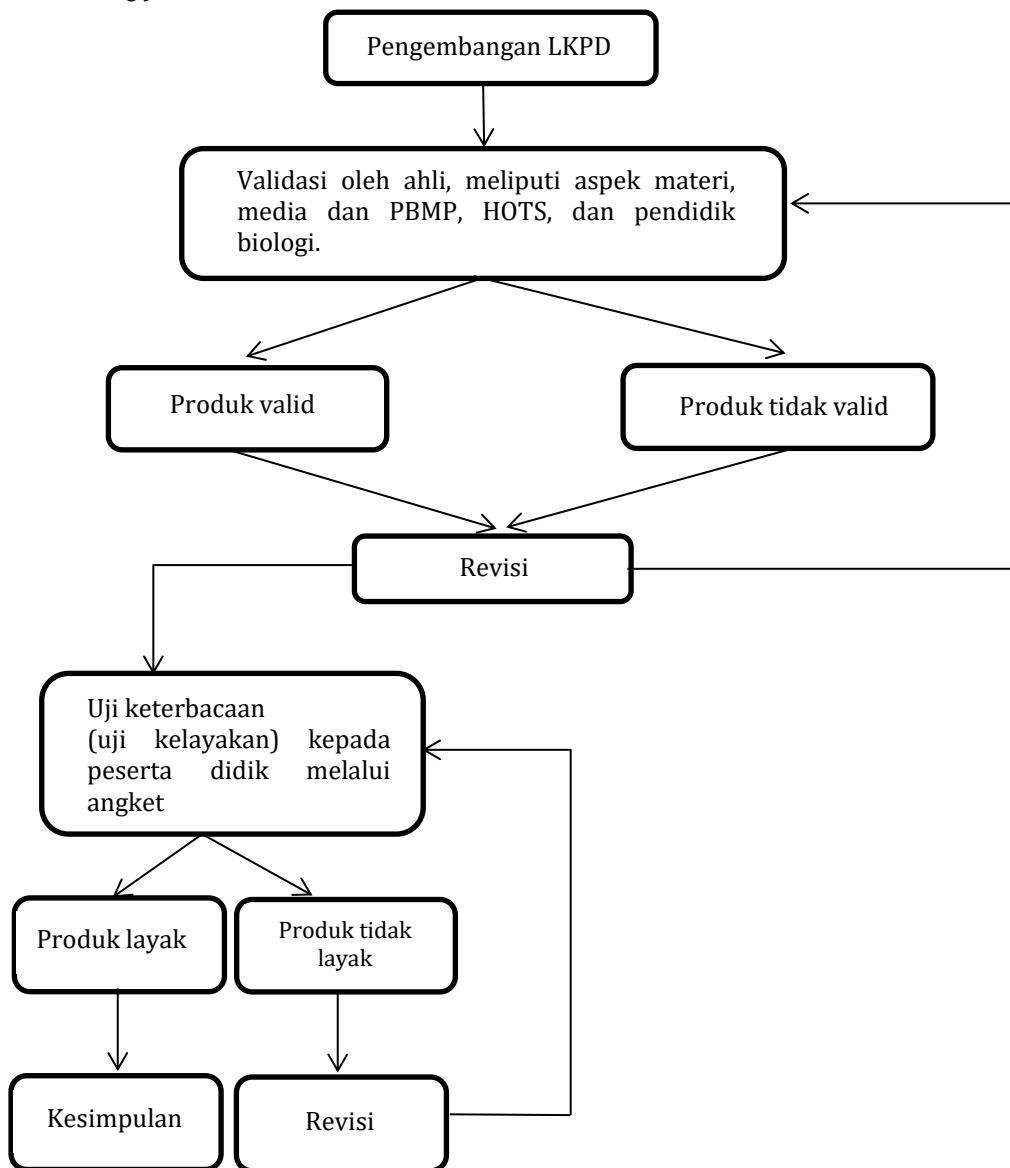 Pengembangan LKPD
Validasi oleh ahli, meliputi aspek materi,
media dan PBMP, HOTS, dan pendidik
biologi.
Produk valid
Produk tidak valid
Revisi
Uji keterbacaan
(uji kelayakan) kepada
peserta didik melalui
angket
Produk layak
Produk tidak
layak
Kesimpulan
Revisi